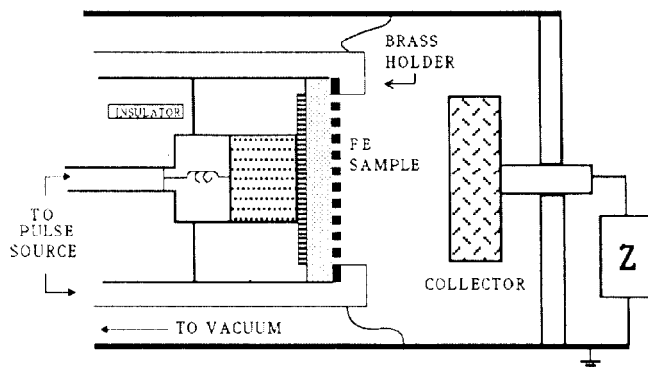 BRASS
HOLDER
INSULATOR
FE
SAMPLE
TO
PULSE
SOURCE
COLLECTOR
Z
TO VACUUM